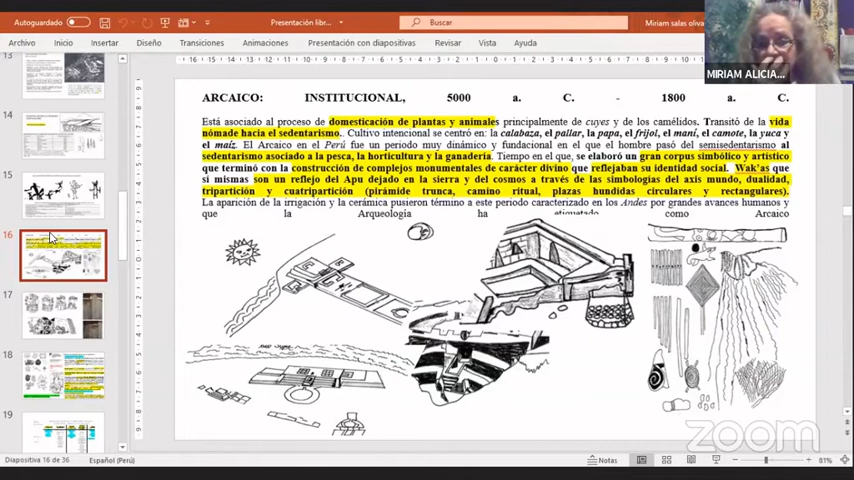 Autoguardado
Presentación libr...
Buscar
Miriam salas oliva
Archivo Inicio Insertar Diseño Transiciones Animaciones Presentación con diapositivas Revisar Vista Ayuda
MIRIAM ALICIA...
13
14
15
16
17
18
19
ARCAICO: INSTITUCIONAL, 5000 a. C. - 1800 a. C.
Está asociado al proceso de domesticación de plantas y animales principalmente de cuyes y de los camélidos. Transitó de la vida
nómade hacia el sedentarismo.. Cultivo intencional se centró en: la calabaza, el pallar, la papa, el frijol, el maní, el camote, la yuca y
el maíz. El Arcaico en el Perú fue un periodo muy dinámico y fundacional en el que el hombre pasó del semisedentarismo al
sedentarismo asociado a la pesca, la horticultura y la ganadería. Tiempo en el que, se elaboró un gran corpus simbólico y artístico
que terminó con la construcción de complejos monumentales de carácter divino que reflejaban su identidad social. Wak'as que
si mismas son un reflejo del Apu dejado en la sierra y del cosmos a través de las simbologías del axis mundo, dualidad,
tripartición y cuatripartición (pirámide trunca, camino ritual, plazas hundidas circulares y rectangulares).
La aparición de la irrigación y la cerámica pusieron término a este periodo caracterizado en los Andes por grandes avances humanos y
que la Arqueología ha etiquetado como Arcaico
zoom
Diapositiva 16 de 36 Español (Perú) Notas 81%